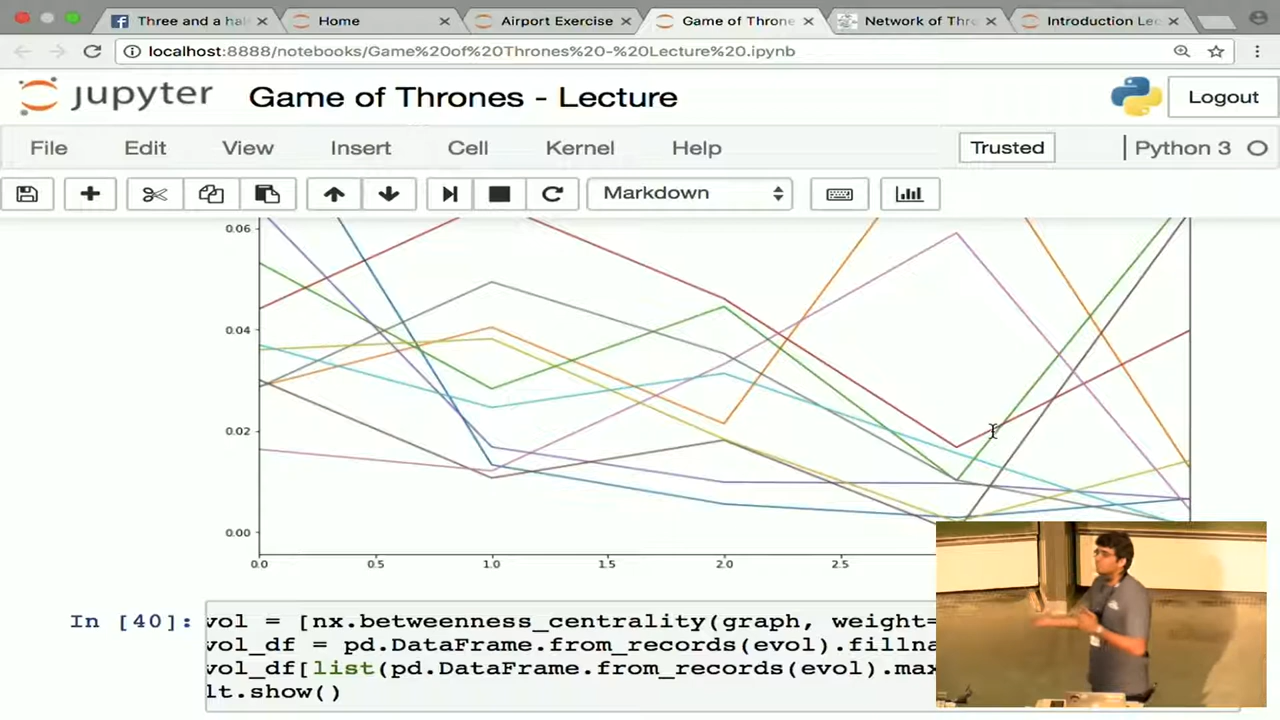 Three and a ha
Home
Airport Exercise
Game of Throne
Network of Thr
Introduction Lec
localhost:8888/notebooks/Game%20of%20Thrones%20-%20Lecture%20.ipynb
jupyter Game of Thrones - Lecture
Logout
File Edit View Insert Cell Kernel Help
Trusted
Python 3
Markdown
0.06
0.04
0.02
0.00
0.0 0.5 1.0 1.5 2.0 2.5
In [40]: vol = [nx.betweenness_centrality(graph, weight=
vol_df = pd.DataFrame.from_records(evol).fillna
vol_df[list(pd.DataFrame.from_records(evol).max
lt.show()